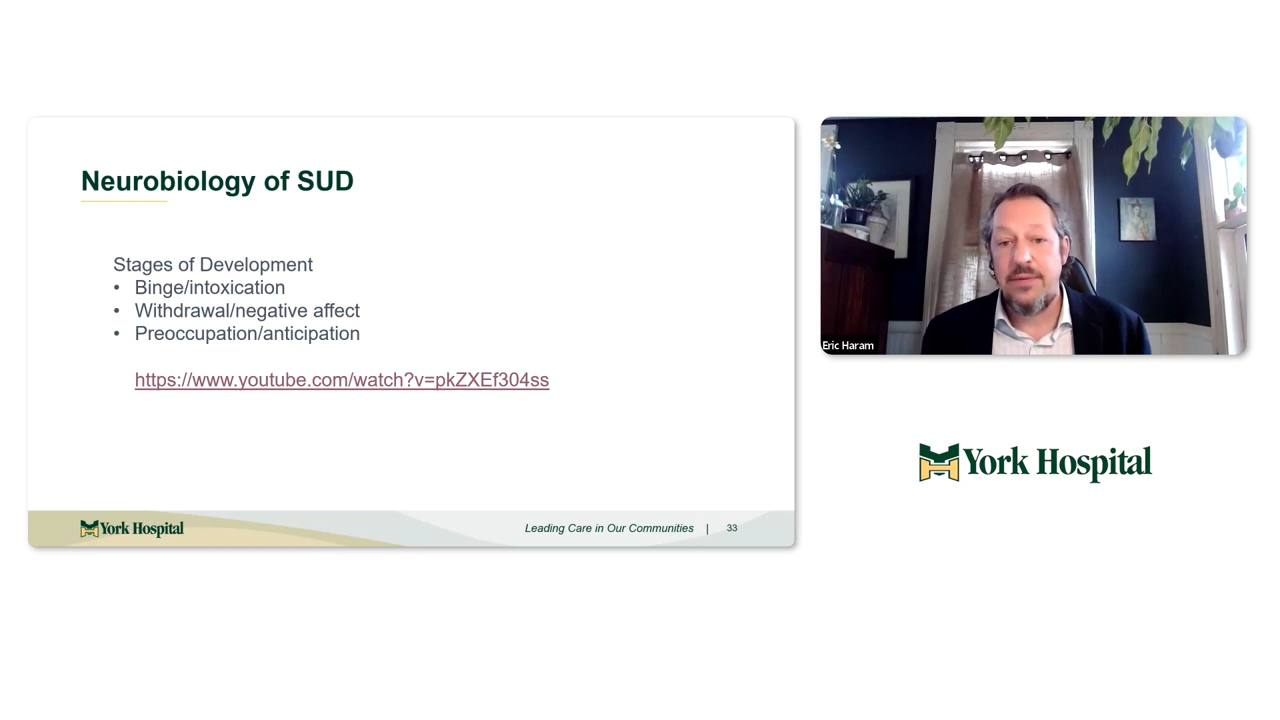 Neurobiology of SUD
Stages of Development
• Binge/intoxication
• Withdrawal/negative affect
• Preoccupation/anticipation
https://www.youtube.com/watch?v=pkZXEf304ss
York Hospital
Leading Care in Our Communities | 33
Eric Haram
York Hospital